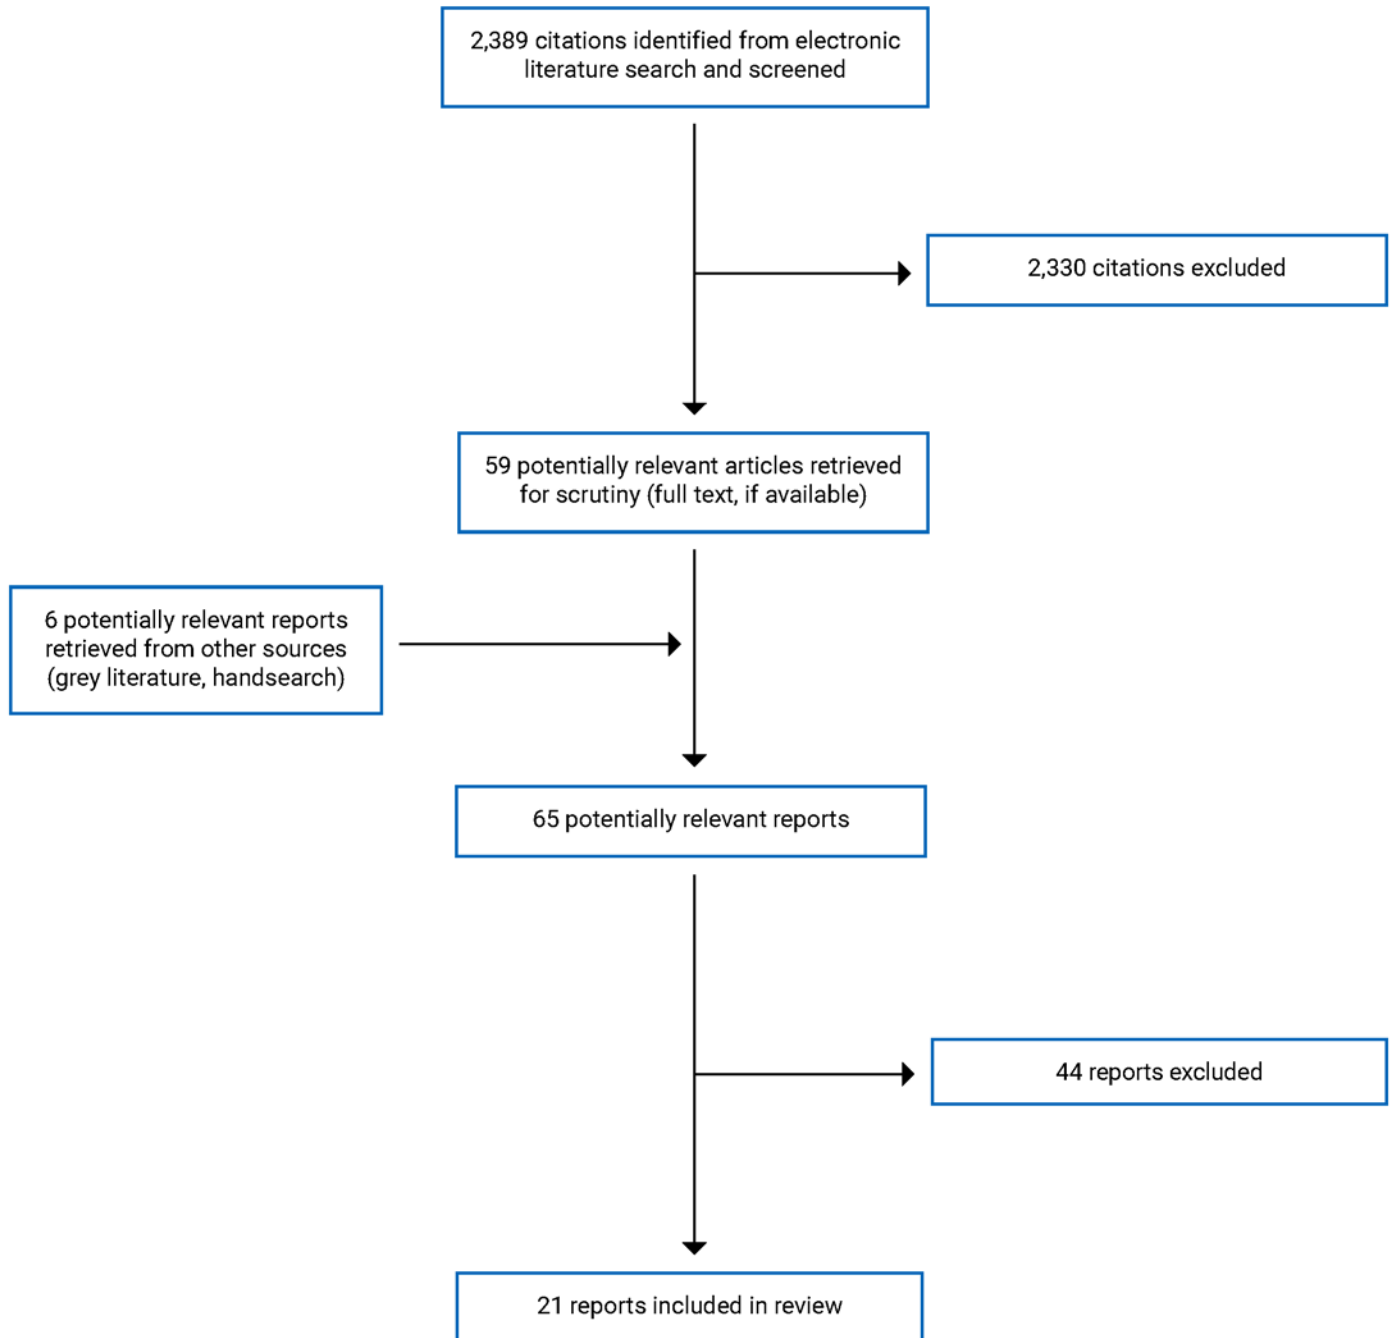 2,389 citations identified from electronic
literature search and screened
2,330 citations excluded
59 potentially relevant articles retrieved
for scrutiny (full text, if available)
6 potentially relevant reports
retrieved from other sources
(grey literature, handsearch)
65 potentially relevant reports
44 reports excluded
21 reports included in review